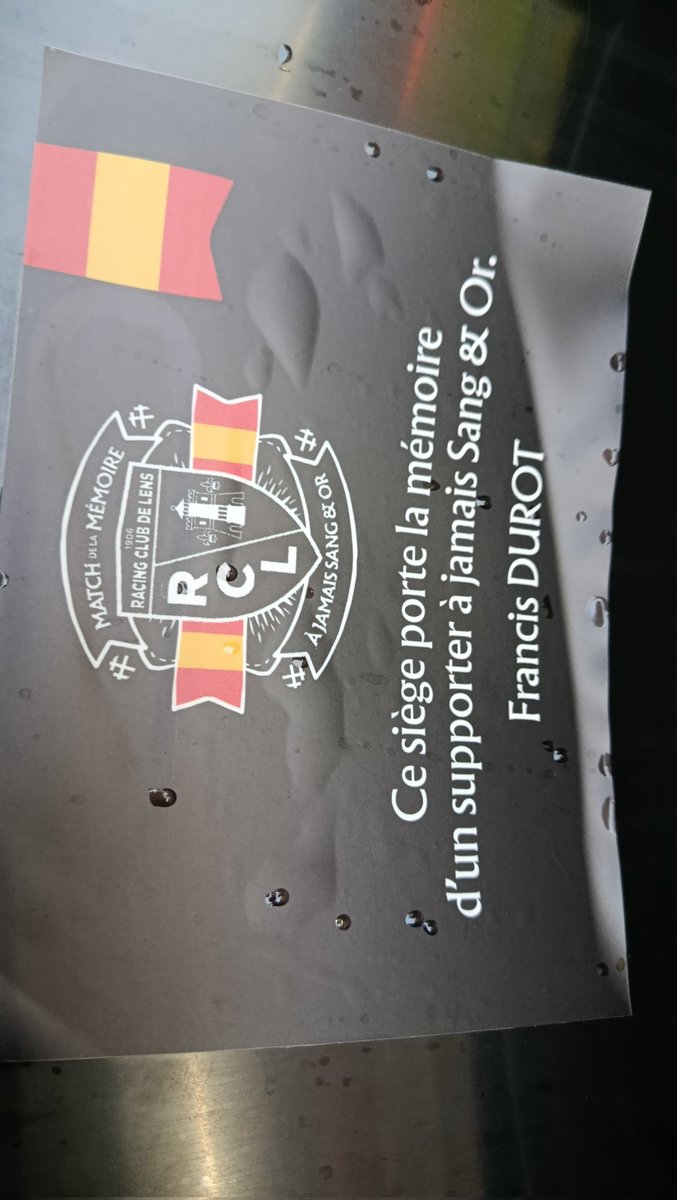 MATCH DE LA MÉMOIRE
1906
RACING CLUB DE LENS
R
C
L
À JAMAIS SANG & OR
Ce siège porte la mémoire
d'un supporter à jamais Sang & Or.
Francis DUROT